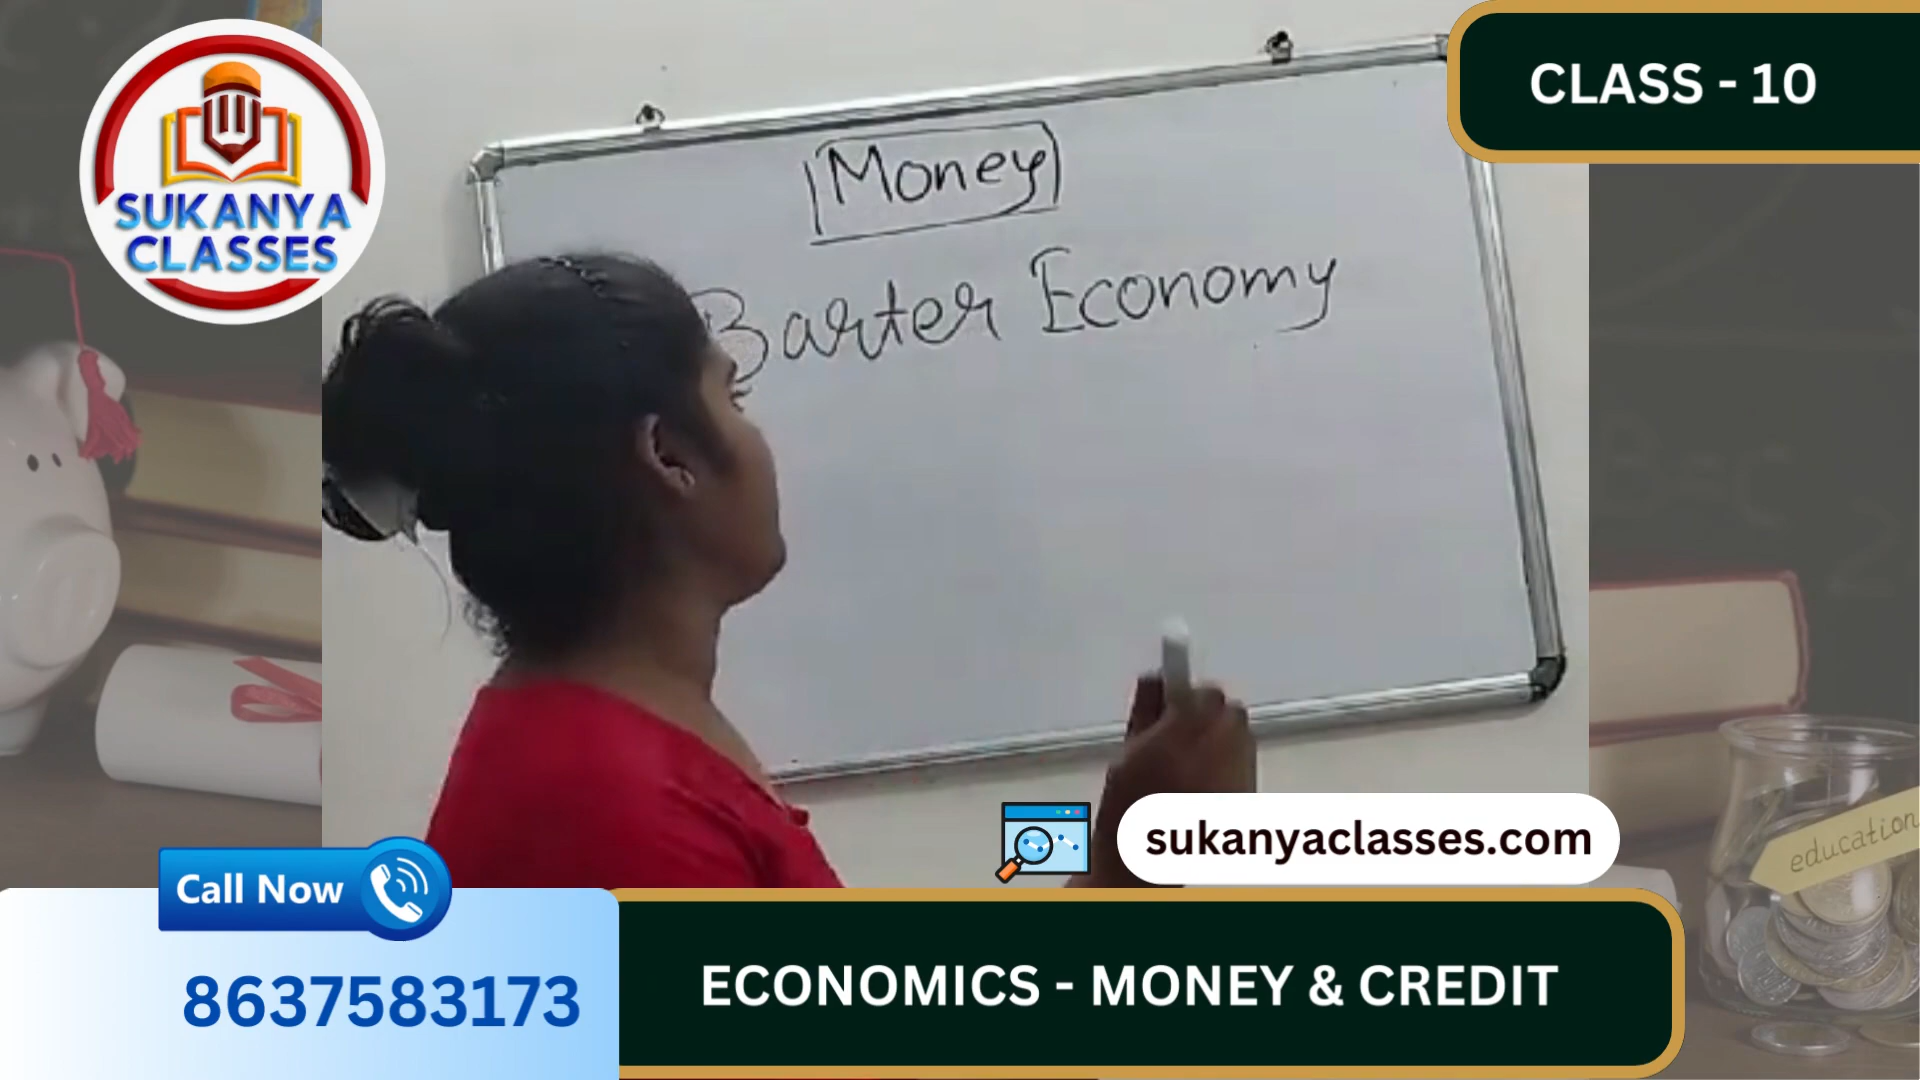 SUKANYA
CLASSES
CLASS - 10
Money
Barter Economy
education
sukanyaclasses.com
Call Now
8637583173
ECONOMICS - MONEY & CREDIT